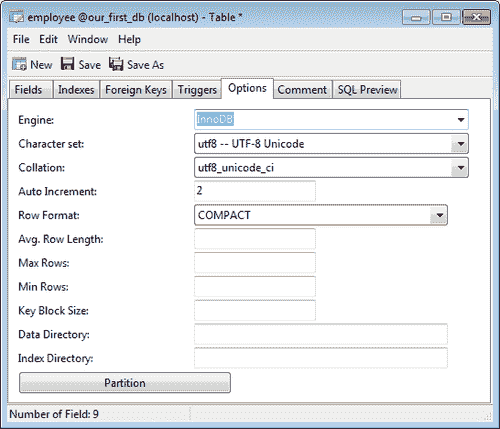 employee @our_first_db (localhost) - Table *
File Edit Window Help
New Save Save As
Fields Indexes Foreign Keys Triggers Options Comment SQL Preview
Engine: InnoDB
Character set: utf8 -- UTF-8 Unicode
Collation: utf8_unicode_ci
Auto Increment: 2
Row Format: COMPACT
Avg. Row Length:
Max Rows:
Min Rows:
Key Block Size:
Data Directory:
Index Directory:
Partition
Number of Field: 9